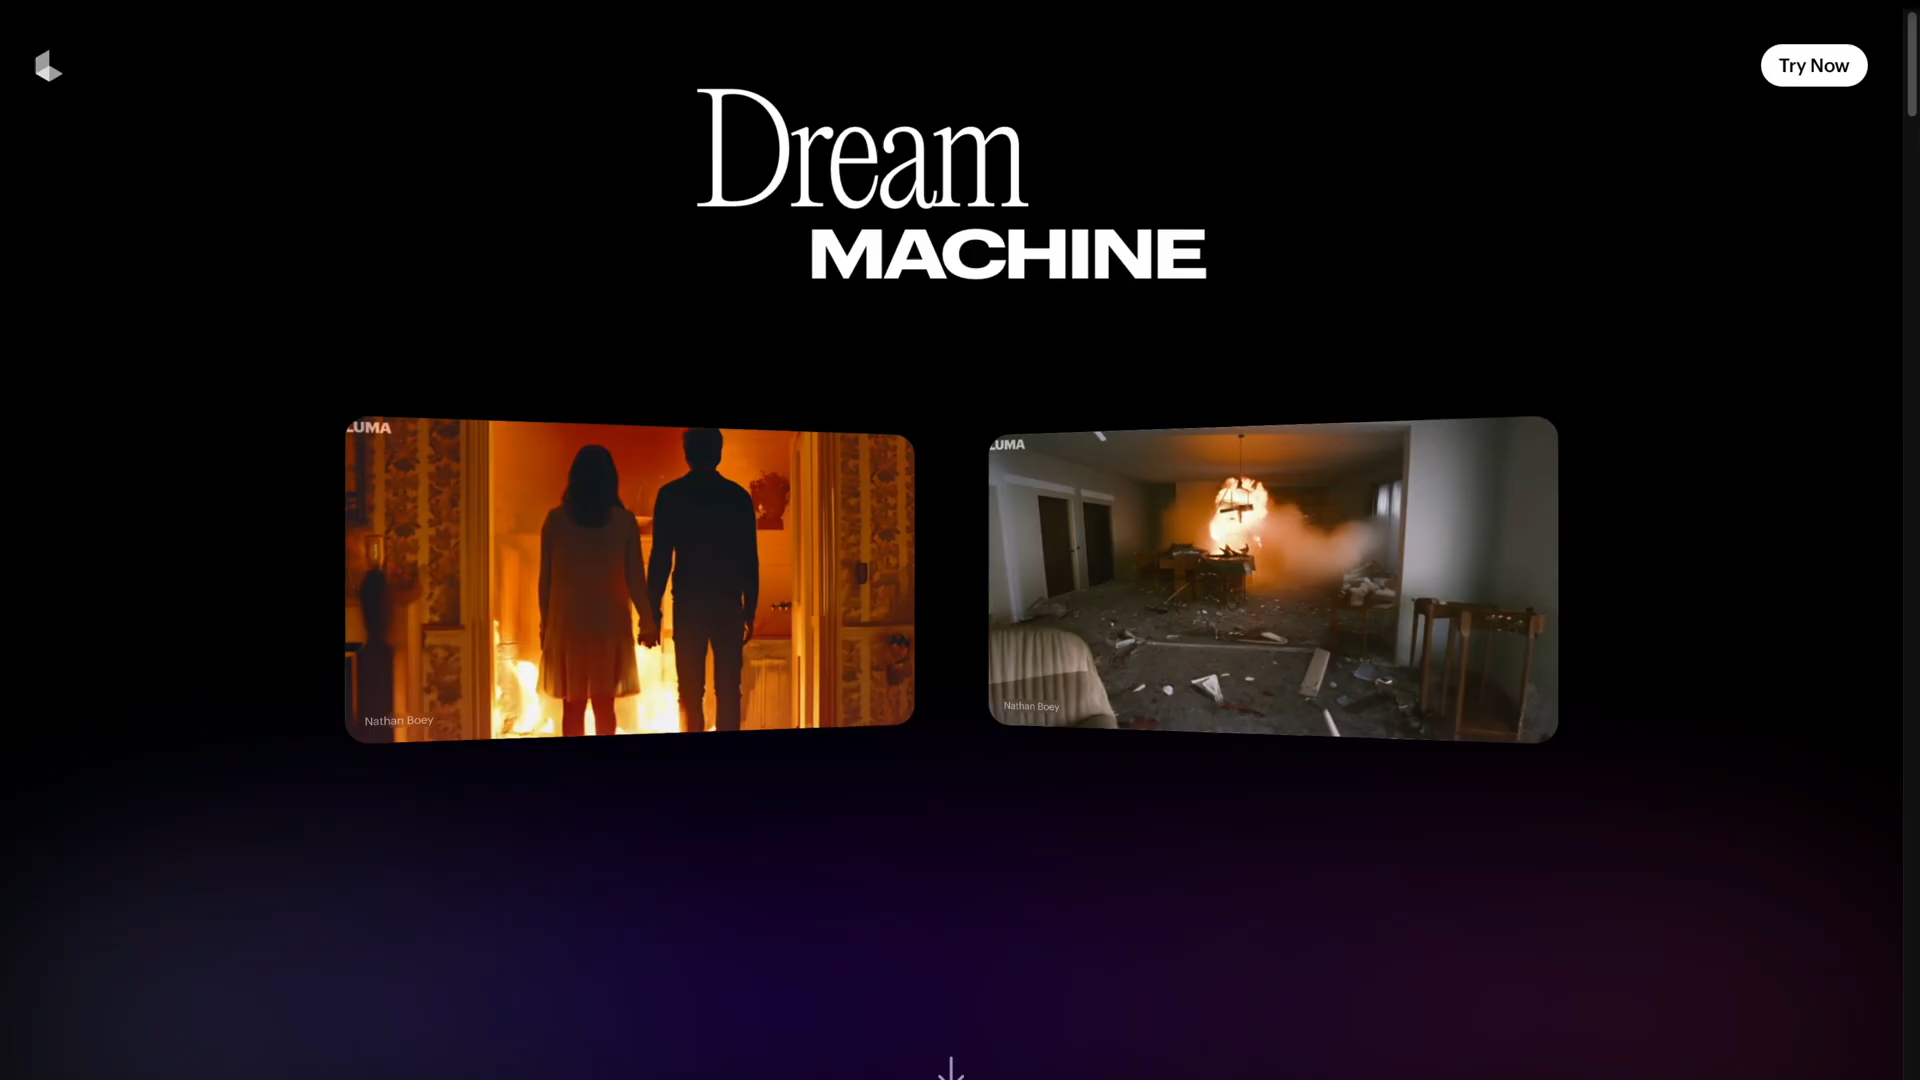 Try Now
Dream
MACHINE
LUMA
LUMA
Nathan Boey
Nathan Boey